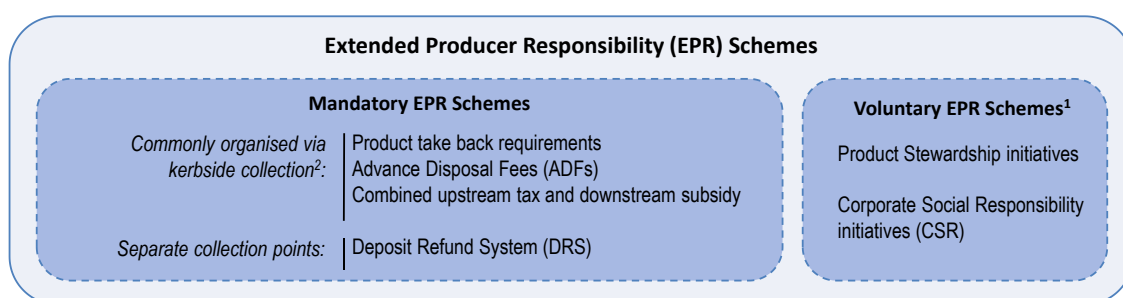 Extended Producer Responsibility (EPR) Schemes
Mandatory EPR Schemes
Commonly organised via
kerbside collection²:
Product take back requirements
Advance Disposal Fees (ADFs)
Combined upstream tax and downstream subsidy
Separate collection points:
Deposit Refund System (DRS)
Voluntary EPR Schemes¹
Product Stewardship initiatives
Corporate Social Responsibility
initiatives (CSR)